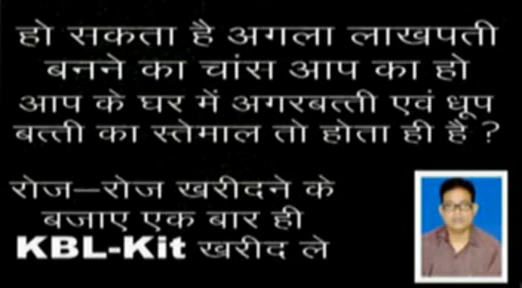 हो सकता है अगला लाखपती
बनने का चांस आप का हो
आप के घर में अगरबत्ती एवं धूप
बत्ती का स्तेमाल तो होता ही हैं ?
रोज–रोज खरीदने के
बजाए एक बार ही
KBL-Kit खरीद ले